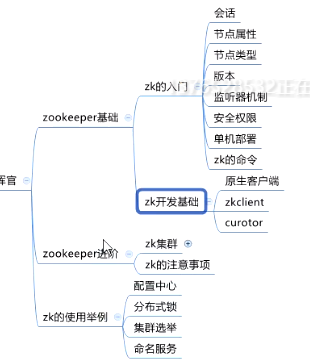 会话
节点属性
节点类型
zk的入门
版本
正在
监听器机制
zookeeper基础
安全权限
单机部署
zk的命令
挥官
原生客户端
zk开发基础
zkclient
curotor
zk集群
zookeeper进阶
zk的注意事项
配置中心
分布式锁
zk的使用举例
集群选举
命名服务